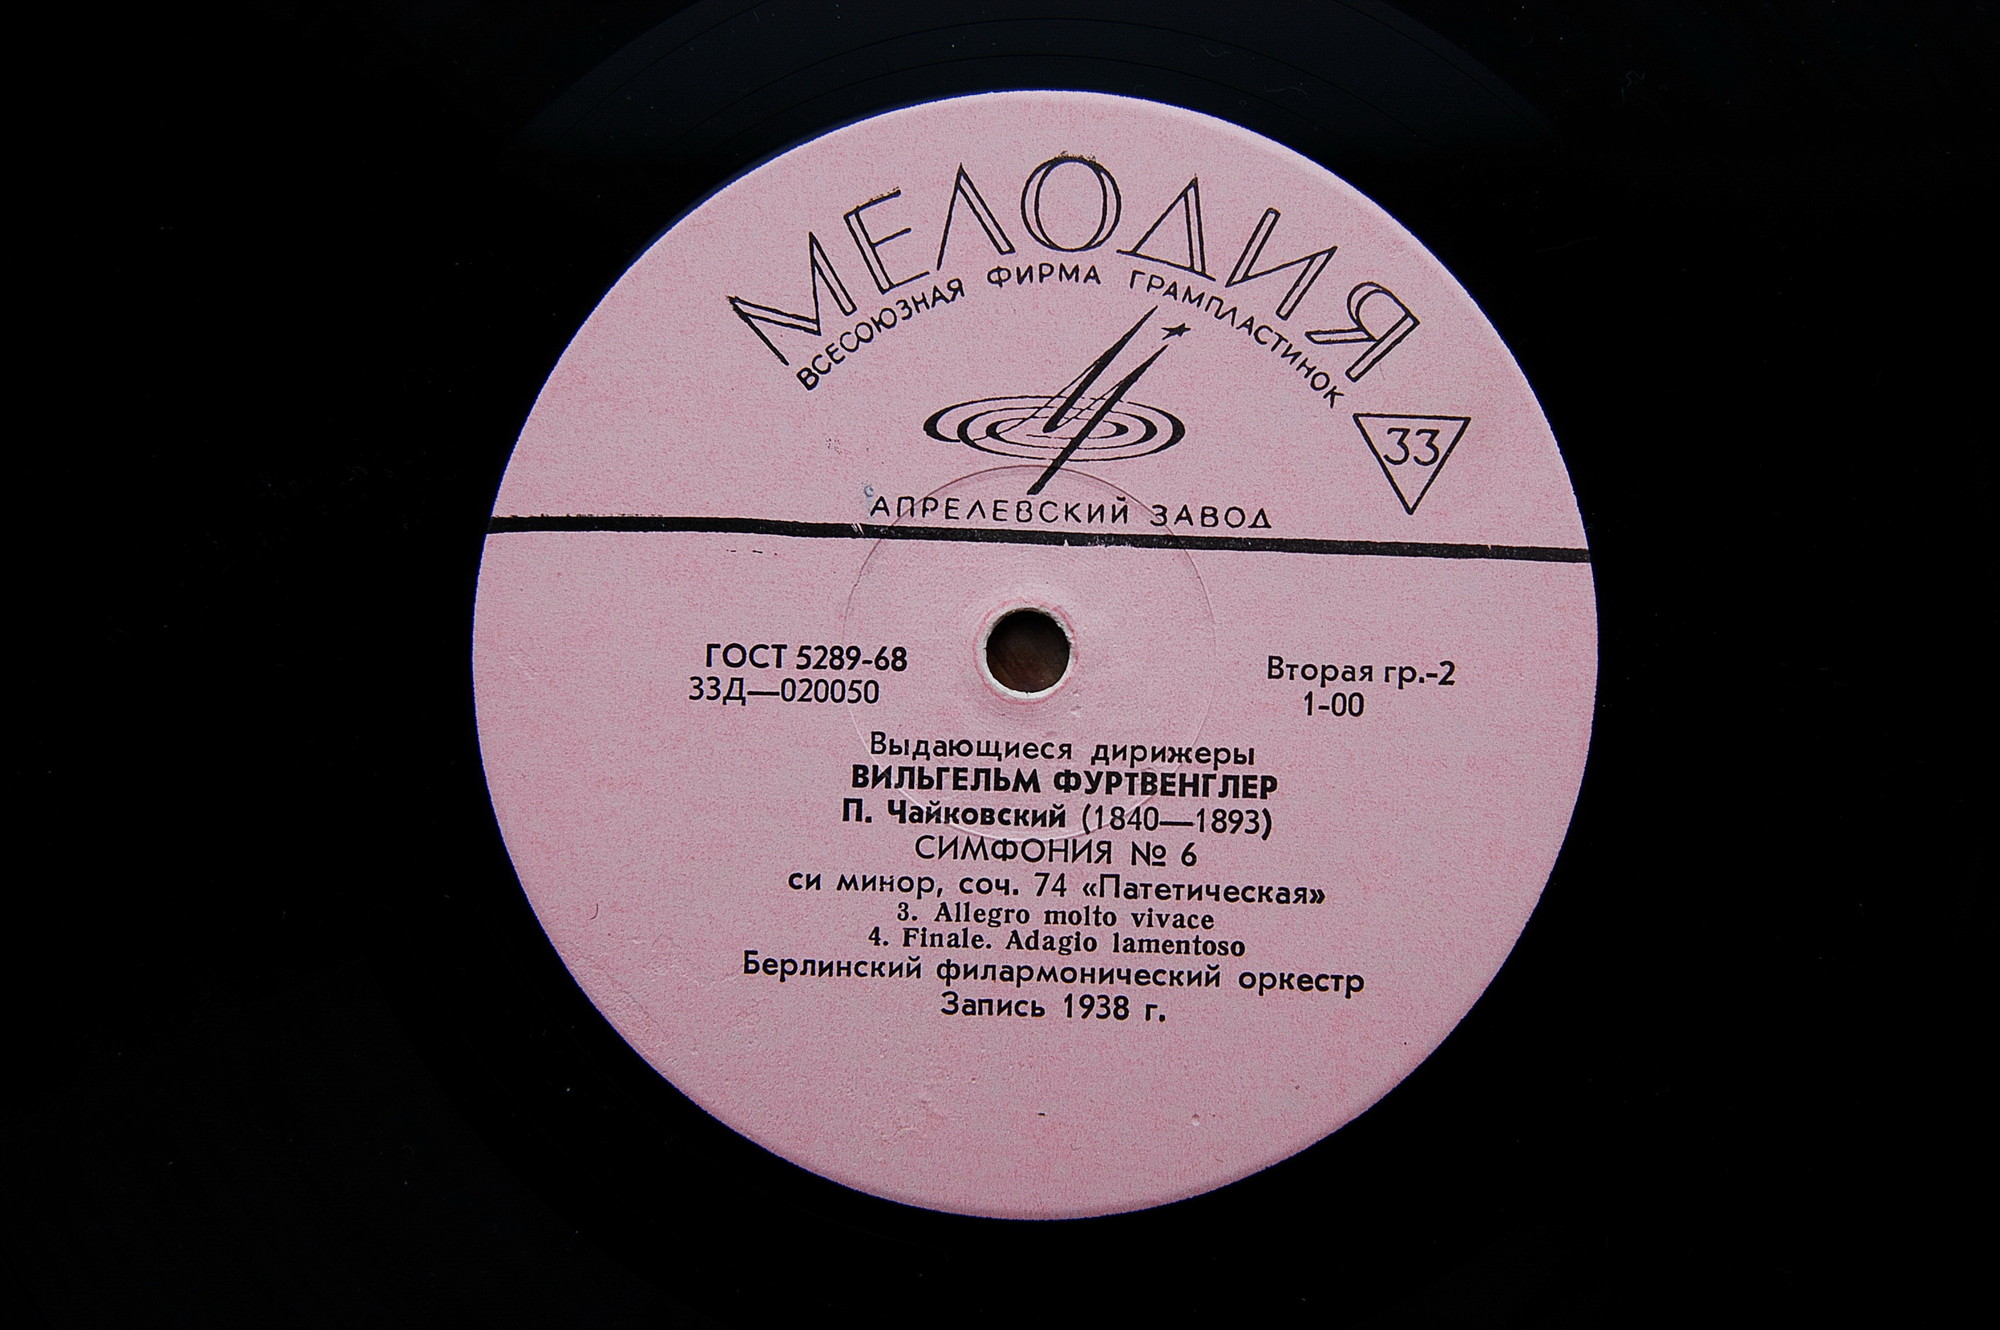 МЕЛОДИЯ
ВСЕСОЮЗНАЯ ФИРМА ГРАМПЛАСТИНОК
33
АПРЕЛЕВСКИЙ ЗАВОД
ГОСТ 5289-68
33Д—020050
Вторая гр.-2
1-00
Выдающиеся дирижеры
ВИЛЬГЕЛЬМ ФУРТВЕНГЛЕР
П. Чайковский (1840—1893)
СИМФОНИЯ № 6
си минор, соч. 74 «Патетическая»
3. Allegro molto vivace
4. Finale. Adagio lamentoso
Берлинский филармонический оркестр
Запись 1938 г.